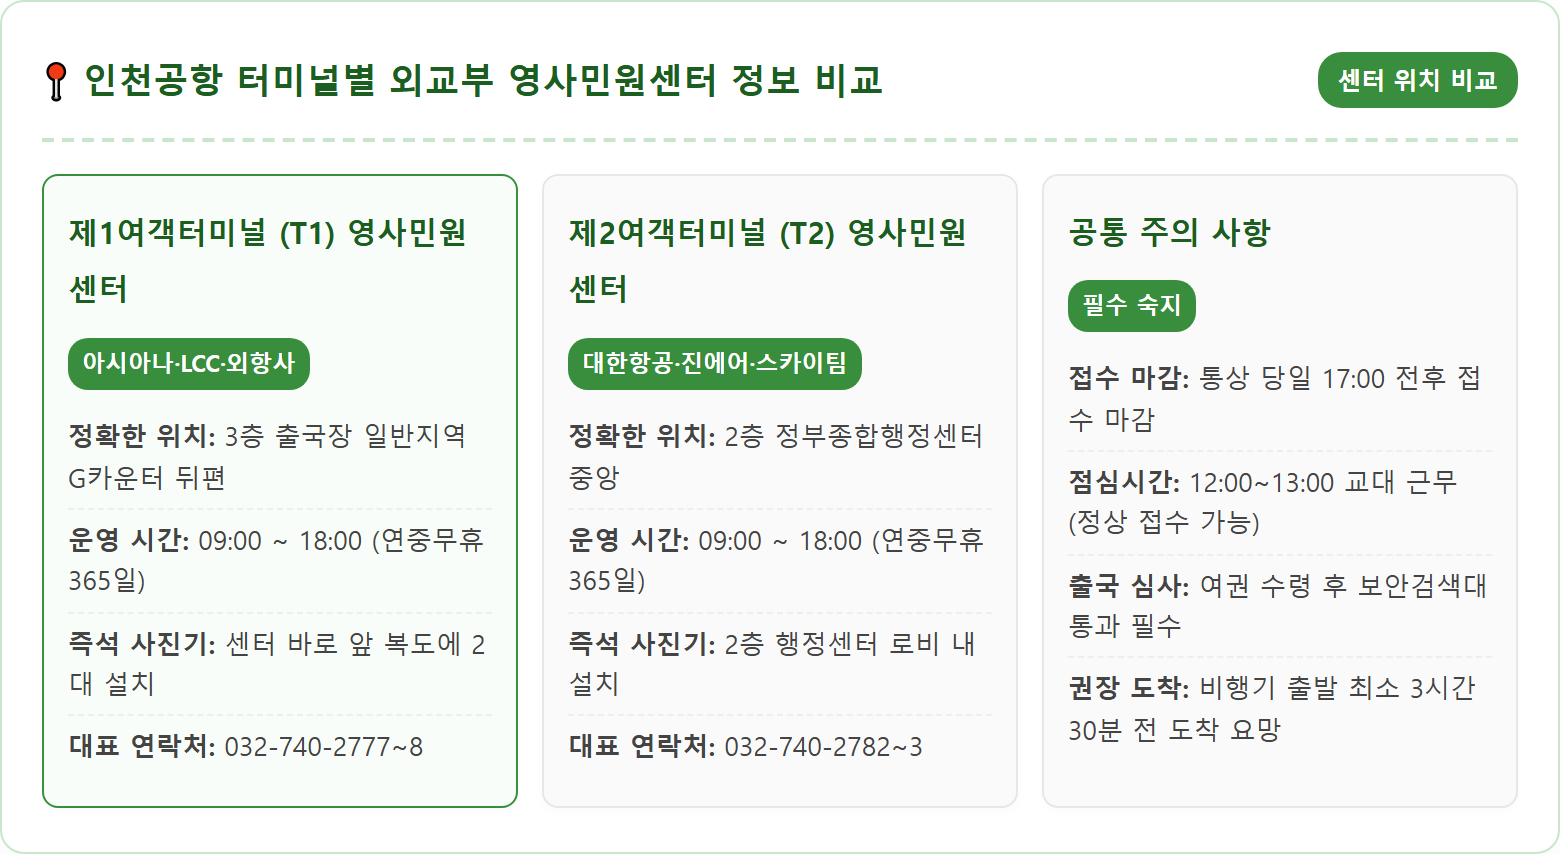 인천공항 터미널별 외교부 영사민원센터 정보 비교
센터 위치 비교
제1여객터미널 (T1) 영사민원
센터
아시아나·LCC·외항사
정확한 위치: 3층 출국장 일반지역
G카운터 뒤편
운영 시간: 09:00 ~ 18:00 (연중무휴
365일)
즉석 사진기: 센터 바로 앞 복도에 2
대 설치
대표 연락처: 032-740-2777~8
제2여객터미널 (T2) 영사민원
센터
대한항공·진에어·스카이팀
정확한 위치: 2층 정부종합행정센터
중앙
운영 시간: 09:00 ~ 18:00 (연중무휴
365일)
즉석 사진기: 2층 행정센터 로비 내
설치
대표 연락처: 032-740-2782~3
공통 주의 사항
필수 숙지
접수 마감: 통상 당일 17:00 전후 접
수 마감
점심시간: 12:00~13:00 교대 근무
(정상 접수 가능)
출국 심사: 여권 수령 후 보안검색대
통과 필수
권장 도착: 비행기 출발 최소 3시간
30분 전 도착 요망